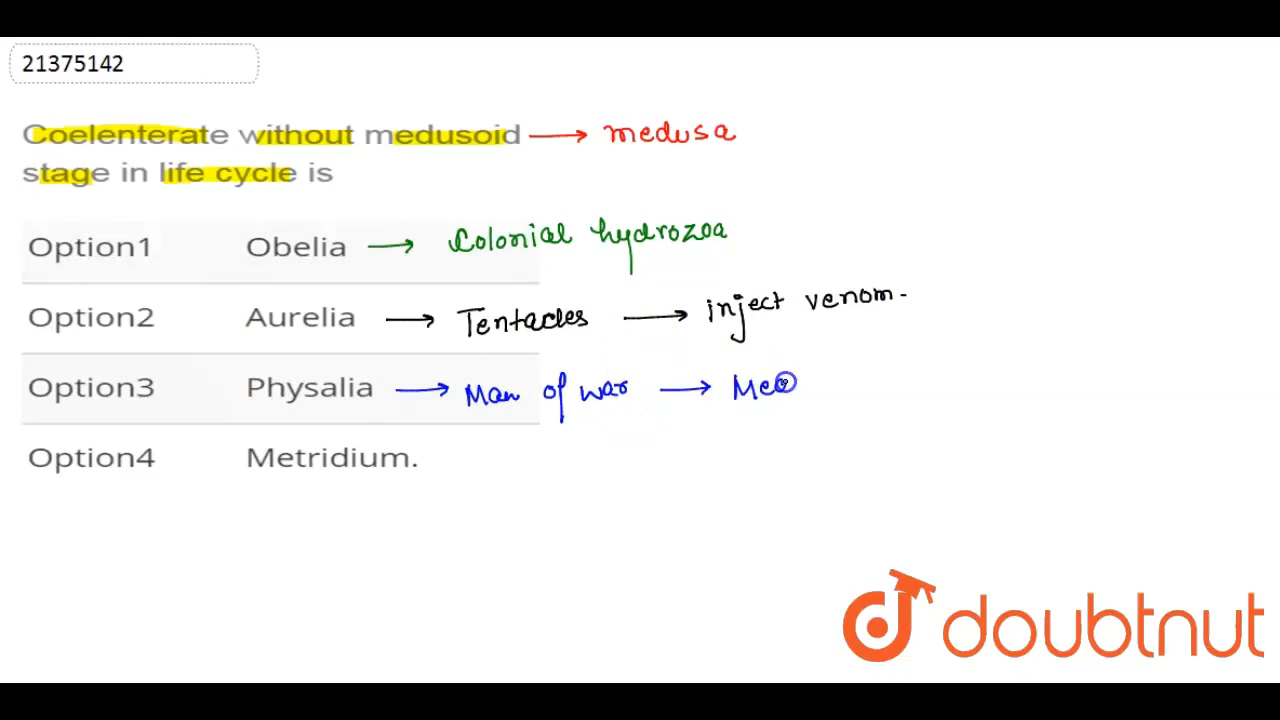 21375142
Coelenterate without medusoid → medusa
stage in life cycle is
Option1 Obelia → Colonial hydrozoa
Option2 Aurelia → Tentacles → inject venom.
Option3 Physalia → Man of war → Med
Option4 Metridium.
doubtnut